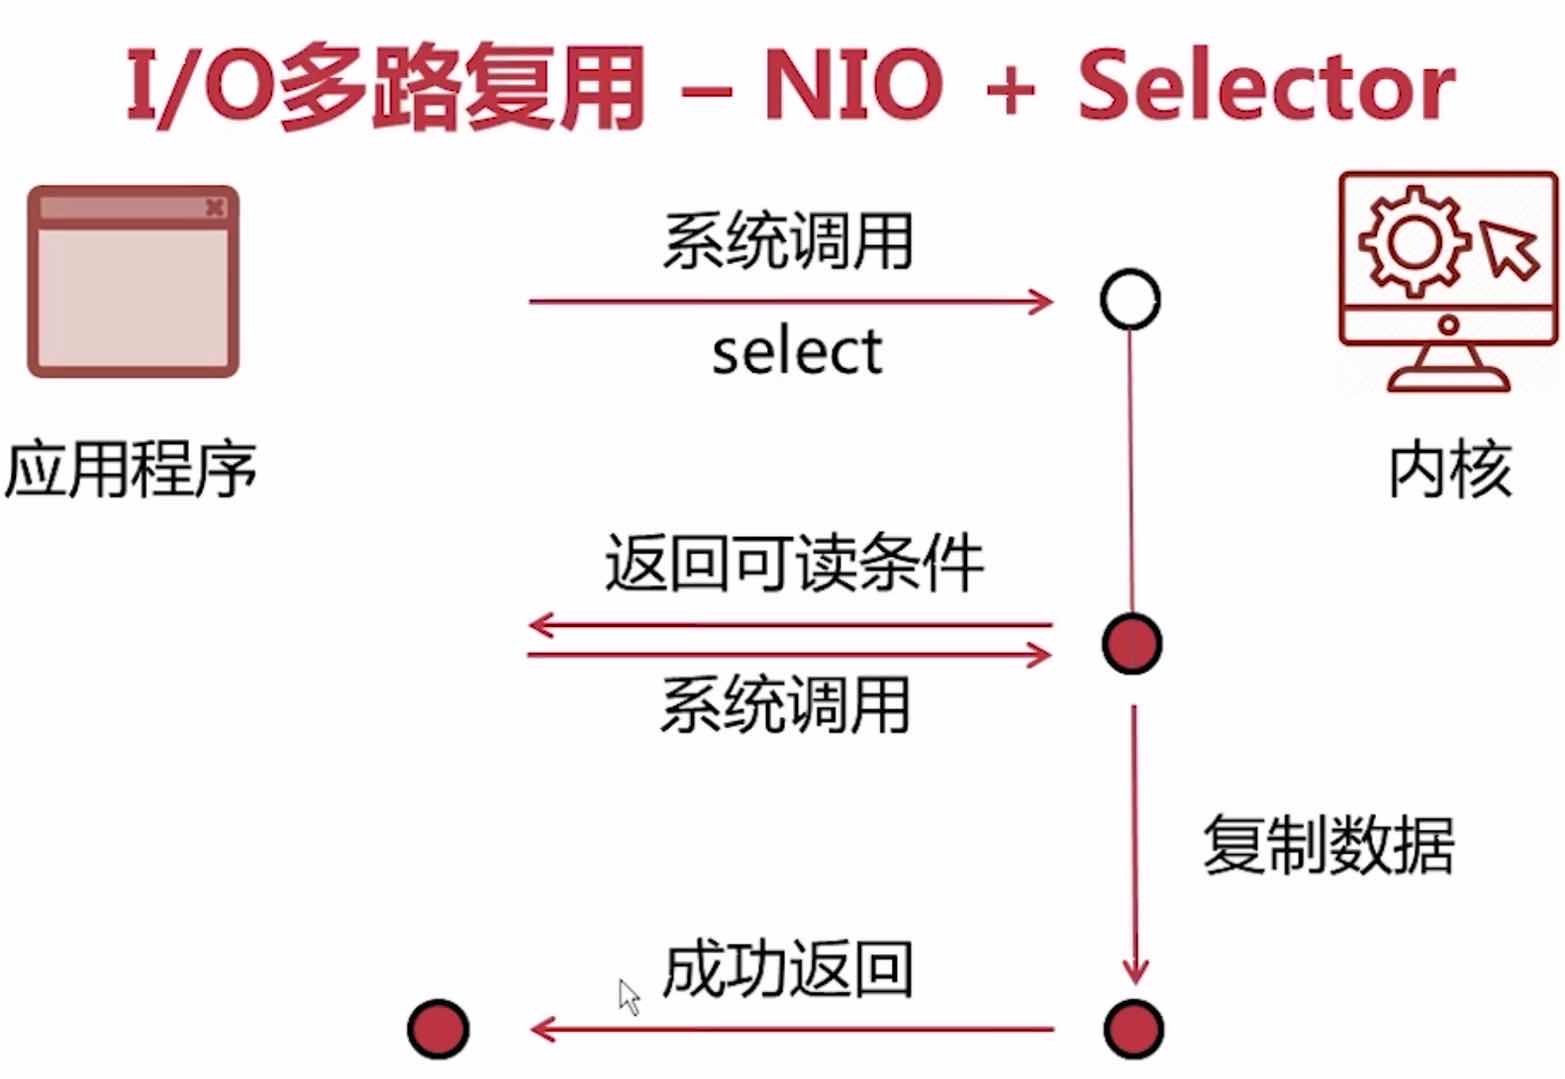 I/O多路复用 – NIO + Selector
系统调用
select
应用程序
内核
返回可读条件
系统调用
复制数据
成功返回